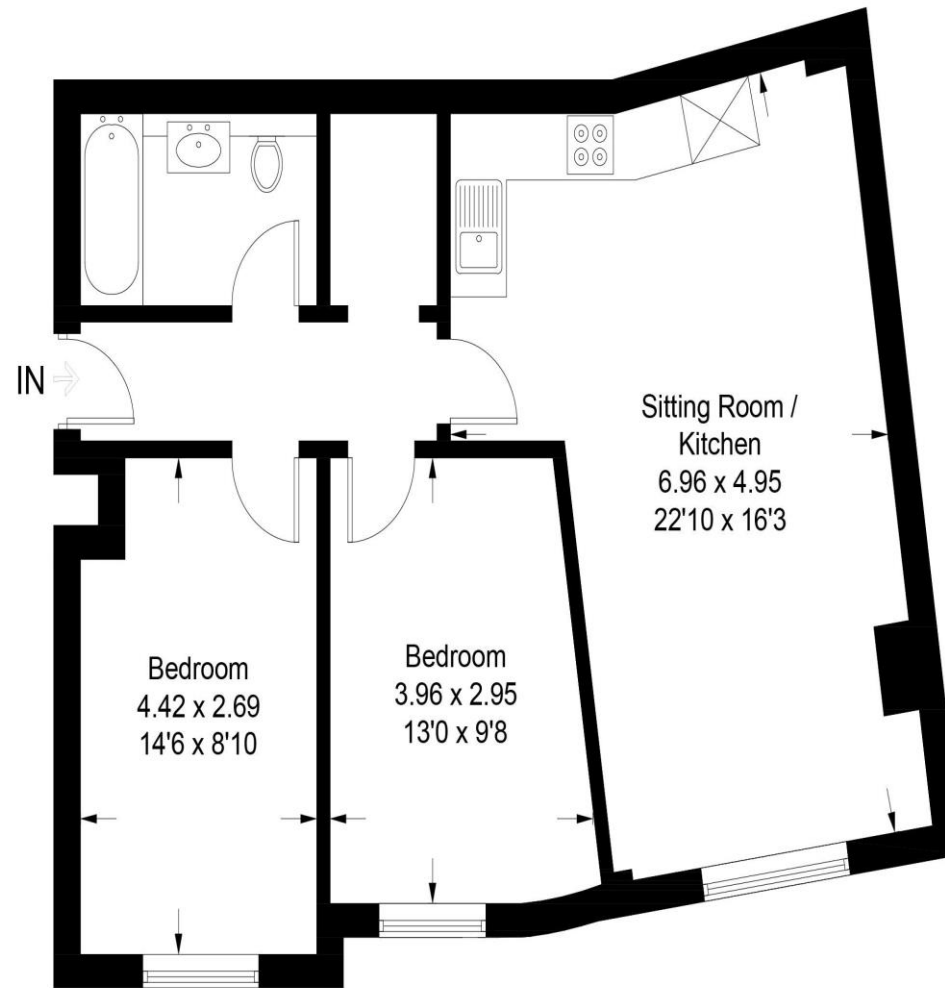 IN
Sitting Room /
Kitchen
6.96 x 4.95
22'10 x 16'3
Bedroom
4.42 x 2.69
14'6 x 8'10
Bedroom
3.96 x 2.95
13'0 x 9'8